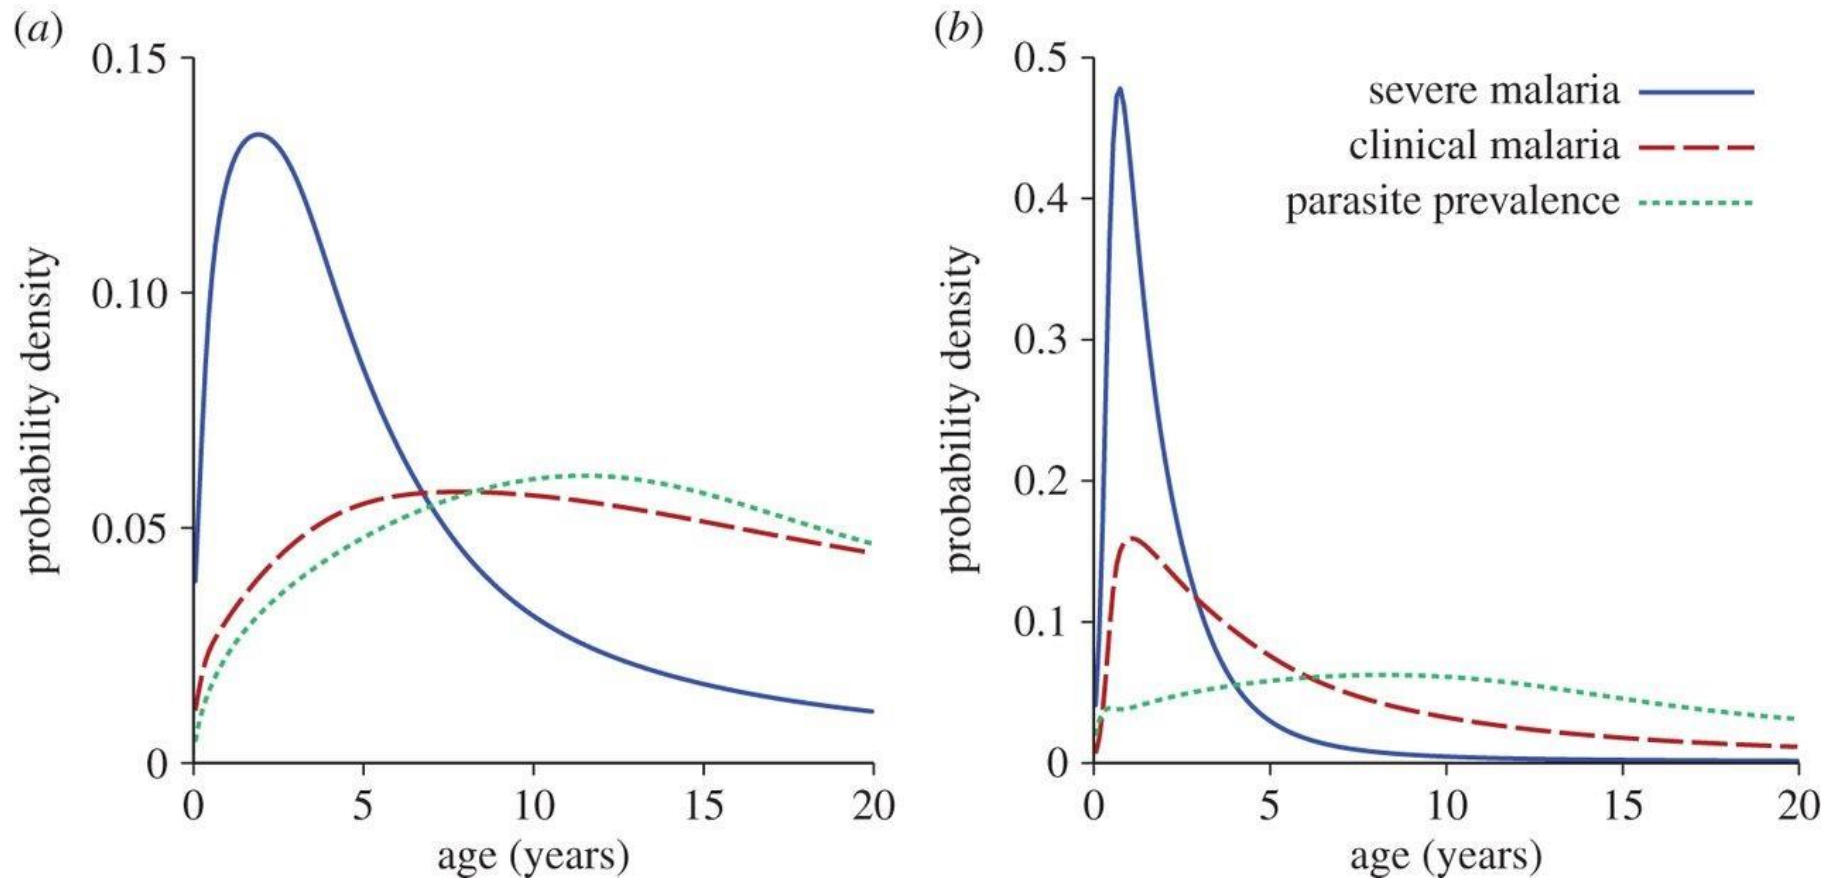 (a)
0.15
0.10
0.05
0
0 5 10 15 20
probability density
age (years)
(b)
0.5
0.4
0.3
0.2
0.1
0
0 5 10 15 20
probability density
age (years)
severe malaria
clinical malaria
parasite prevalence